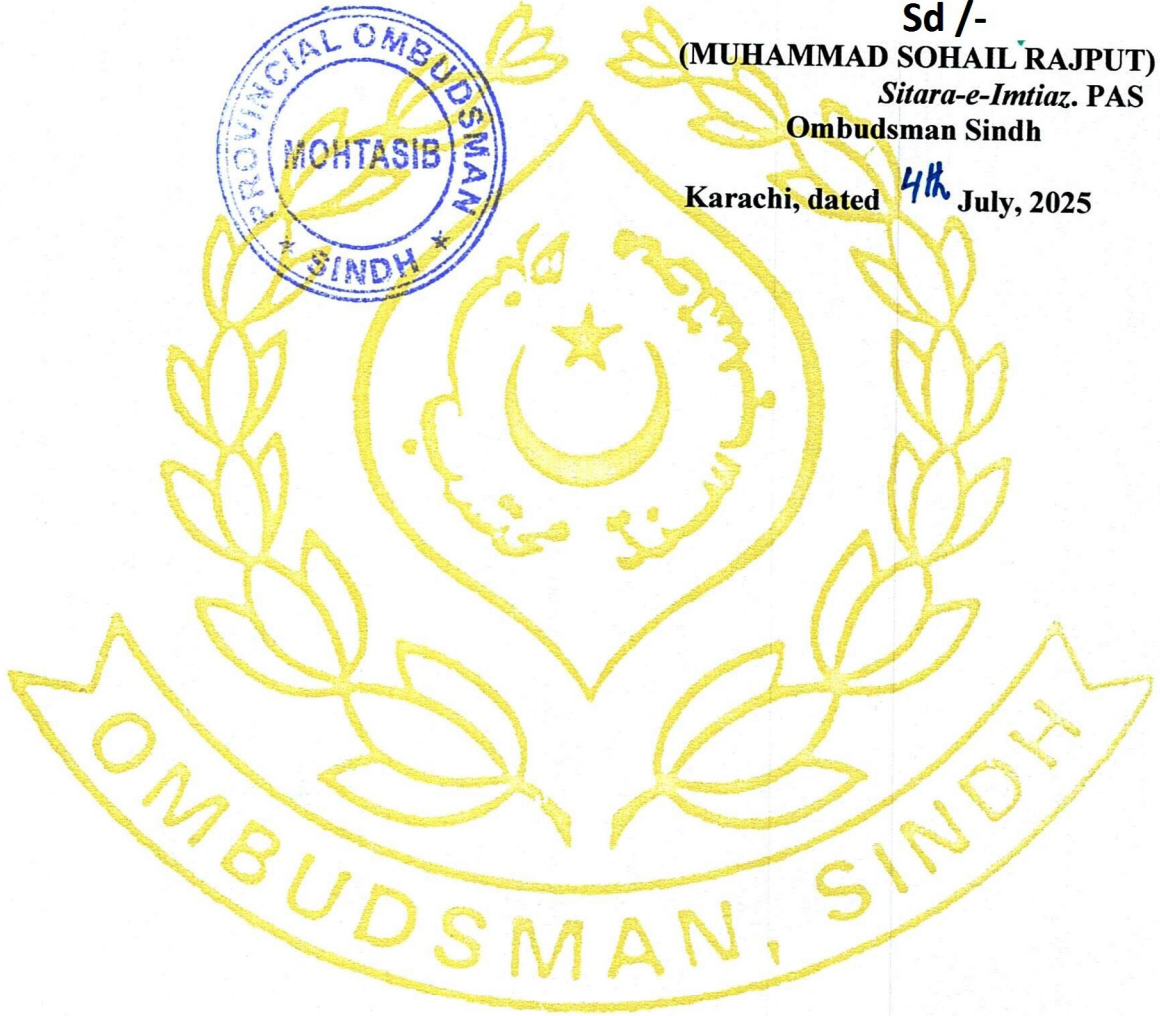 Sd /-
(MUHAMMAD SOHAIL RAJPUT)
Sitara-e-Imtiaz. PAS
Ombudsman Sindh
Karachi, dated 4th July, 2025
PROVINCIAL OMBUDSMAN
MOHTASIB
★ SINDH ★
OMBUDSMAN, SINDH